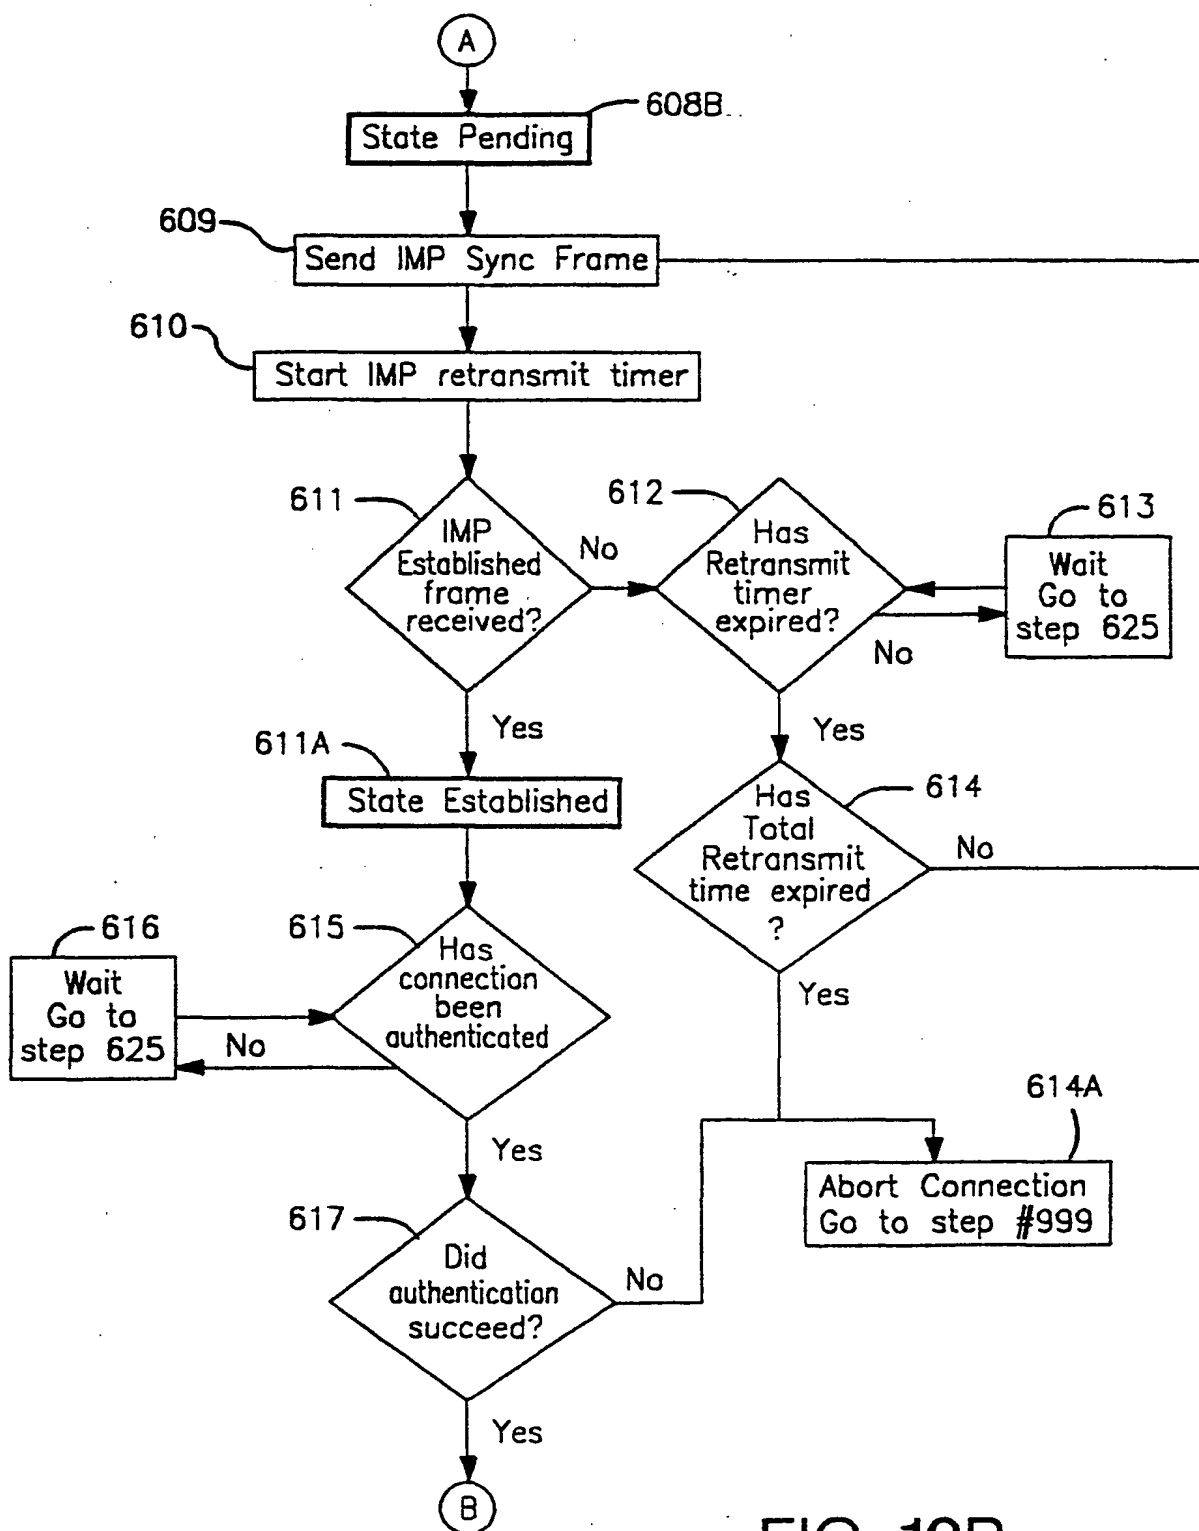 A
608B
State Pending
609
Send IMP Sync Frame
610
Start IMP retransmit timer
611
IMP
Established
frame
received?
No
612
Has
Retransmit
timer
expired?
No
613
Wait
Go to
step 625
Yes
611A
State Established
Yes
614
Has
Total
Retransmit
time expired
?
No
616
Wait
Go to
step 625
No
615
Has
connection
been
authenticated
Yes
614A
Abort Connection
Go to step #999
Yes
617
Did
authentication
succeed?
No
Yes
B